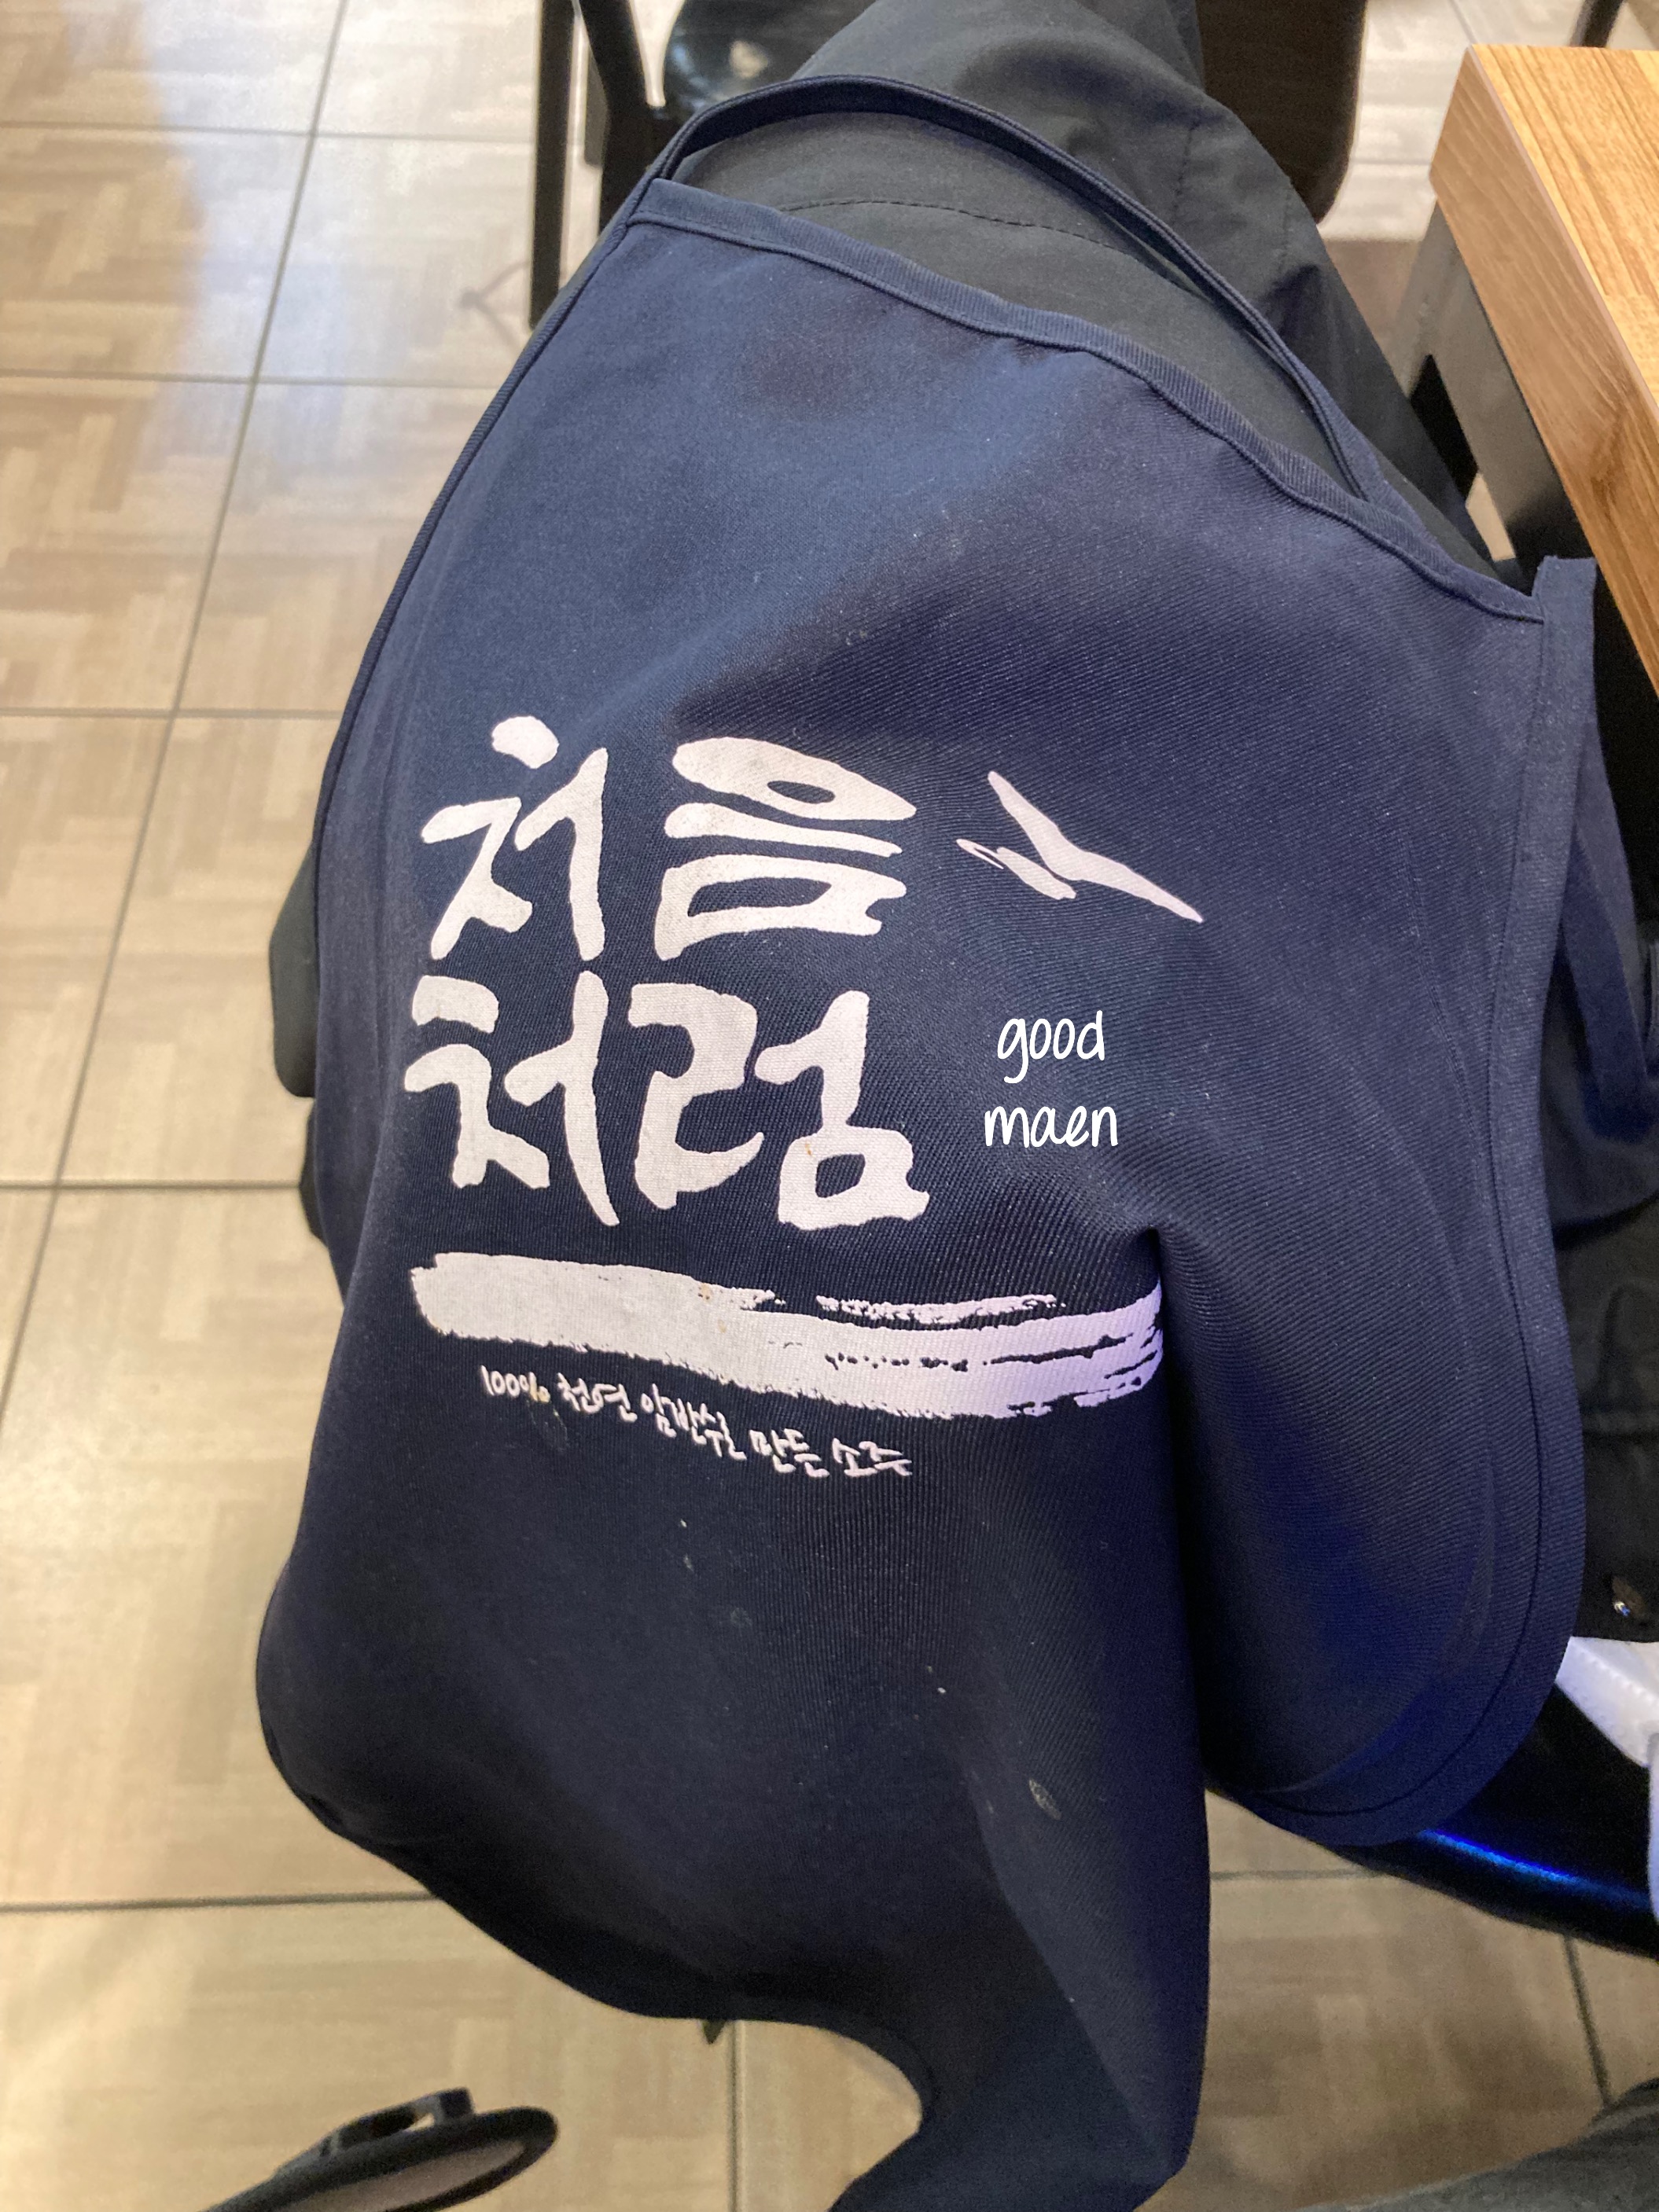 처음
처럼
good
maen
100% 천연 암반수로 만든 소주